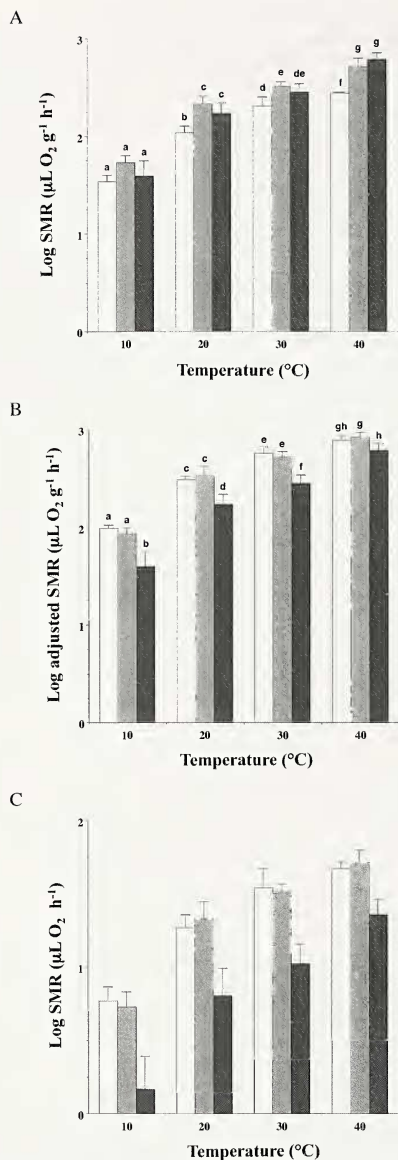 A
Log SMR (μL O₂ g⁻¹ h⁻¹)
3
2
1
0
a a a
b c c
d e de
f g g
10 20 30 40
Temperature (°C)
B
Log adjusted SMR (μL O₂ g⁻¹ h⁻¹)
3
2
1
0
a a b
c c d
e e f
gh g h
10 20 30 40
Temperature (°C)
C
Log SMR (μL O₂ h⁻¹)
2
1
0
10 20 30 40
Temperature (°C)